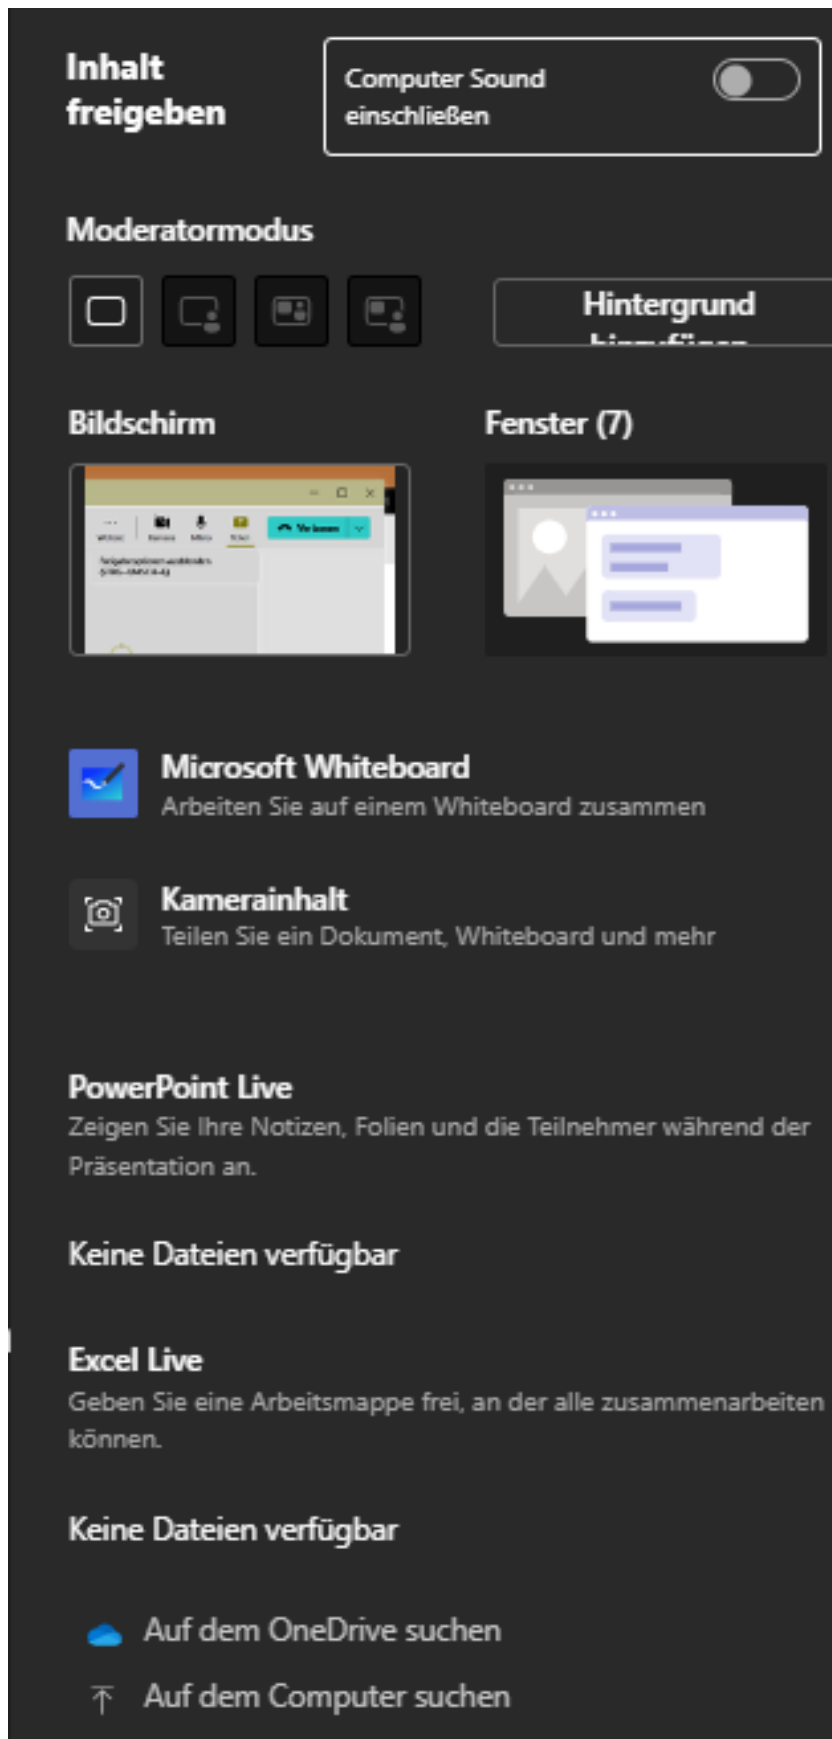 Inhalt
freigeben
Computer Sound
einschließen
Moderatormodus
Hintergrund
hinzufügen
Bildschirm
Fenster (7)
Microsoft Whiteboard
Arbeiten Sie auf einem Whiteboard zusammen
Kamerainhalt
Teilen Sie ein Dokument, Whiteboard und mehr
PowerPoint Live
Zeigen Sie Ihre Notizen, Folien und die Teilnehmer während der
Präsentation an.
Keine Dateien verfügbar
Excel Live
Geben Sie eine Arbeitsmappe frei, an der alle zusammenarbeiten
können.
Keine Dateien verfügbar
Auf dem OneDrive suchen
Auf dem Computer suchen